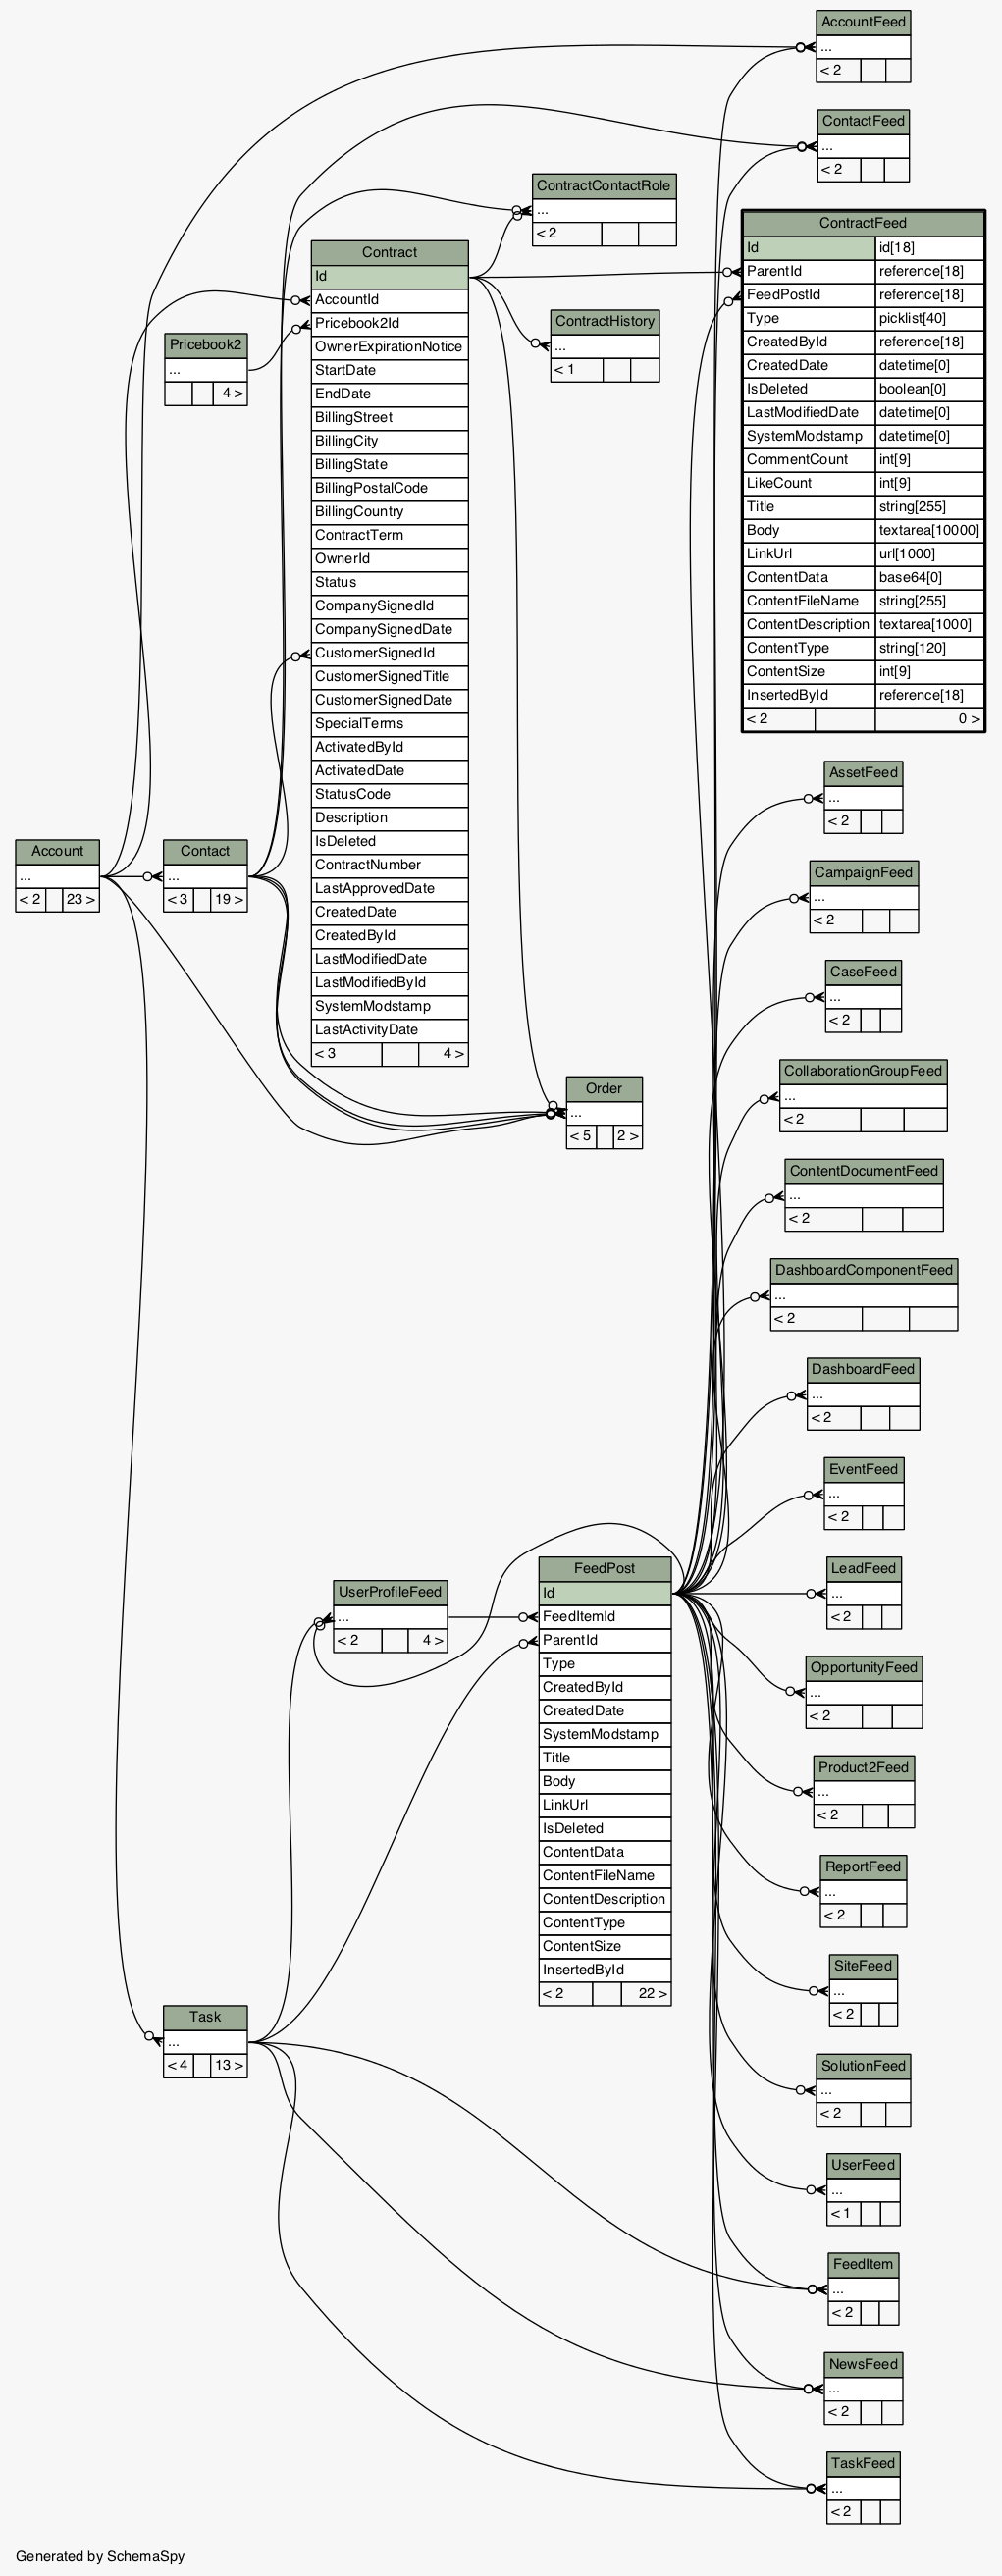 AccountFeed
...
< 2
ContactFeed
...
< 2
ContractContactRole
...
< 2
ContractFeed
Id id[18]
ParentId reference[18]
FeedPostId reference[18]
Type picklist[40]
CreatedById reference[18]
CreatedDate datetime[0]
IsDeleted boolean[0]
LastModifiedDate datetime[0]
SystemModstamp datetime[0]
CommentCount int[9]
LikeCount int[9]
Title string[255]
Body textarea[10000]
LinkUrl url[1000]
ContentData base64[0]
ContentFileName string[255]
ContentDescription textarea[1000]
ContentType string[120]
ContentSize int[9]
InsertedById reference[18]
< 2 0 >
Contract
Id
AccountId
Pricebook2Id
OwnerExpirationNotice
StartDate
EndDate
BillingStreet
BillingCity
BillingState
BillingPostalCode
BillingCountry
ContractTerm
OwnerId
Status
CompanySignedId
CompanySignedDate
CustomerSignedId
CustomerSignedTitle
CustomerSignedDate
SpecialTerms
ActivatedById
ActivatedDate
StatusCode
Description
IsDeleted
ContractNumber
LastApprovedDate
CreatedDate
CreatedById
LastModifiedDate
LastModifiedById
SystemModstamp
LastActivityDate
< 3 4 >
ContractHistory
...
< 1
Pricebook2
...
4 >
AssetFeed
...
< 2
Account
...
< 2 23 >
Contact
...
< 3 19 >
CampaignFeed
...
< 2
CaseFeed
...
< 2
CollaborationGroupFeed
...
< 2
Order
...
< 5 2 >
ContentDocumentFeed
...
< 2
DashboardComponentFeed
...
< 2
DashboardFeed
...
< 2
EventFeed
...
< 2
LeadFeed
...
< 2
FeedPost
Id
FeedItemId
ParentId
Type
CreatedById
CreatedDate
SystemModstamp
Title
Body
LinkUrl
IsDeleted
ContentData
ContentFileName
ContentDescription
ContentType
ContentSize
InsertedById
< 2 22 >
UserProfileFeed
...
< 2 4 >
OpportunityFeed
...
< 2
Product2Feed
...
< 2
ReportFeed
...
< 2
SiteFeed
...
< 2
Task
...
< 4 13 >
SolutionFeed
...
< 2
UserFeed
...
< 1
FeedItem
...
< 2
NewsFeed
...
< 2
TaskFeed
...
< 2
Generated by SchemaSpy